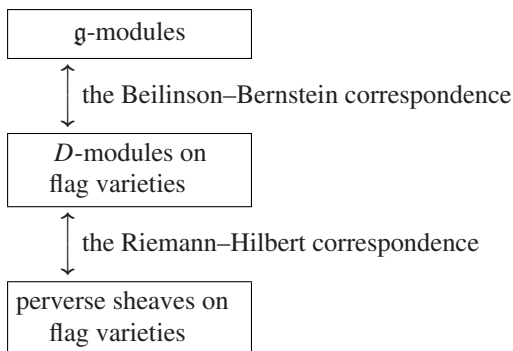 𝔤-modules
the Beilinson–Bernstein correspondence
D-modules on
flag varieties
the Riemann–Hilbert correspondence
perverse sheaves on
flag varieties